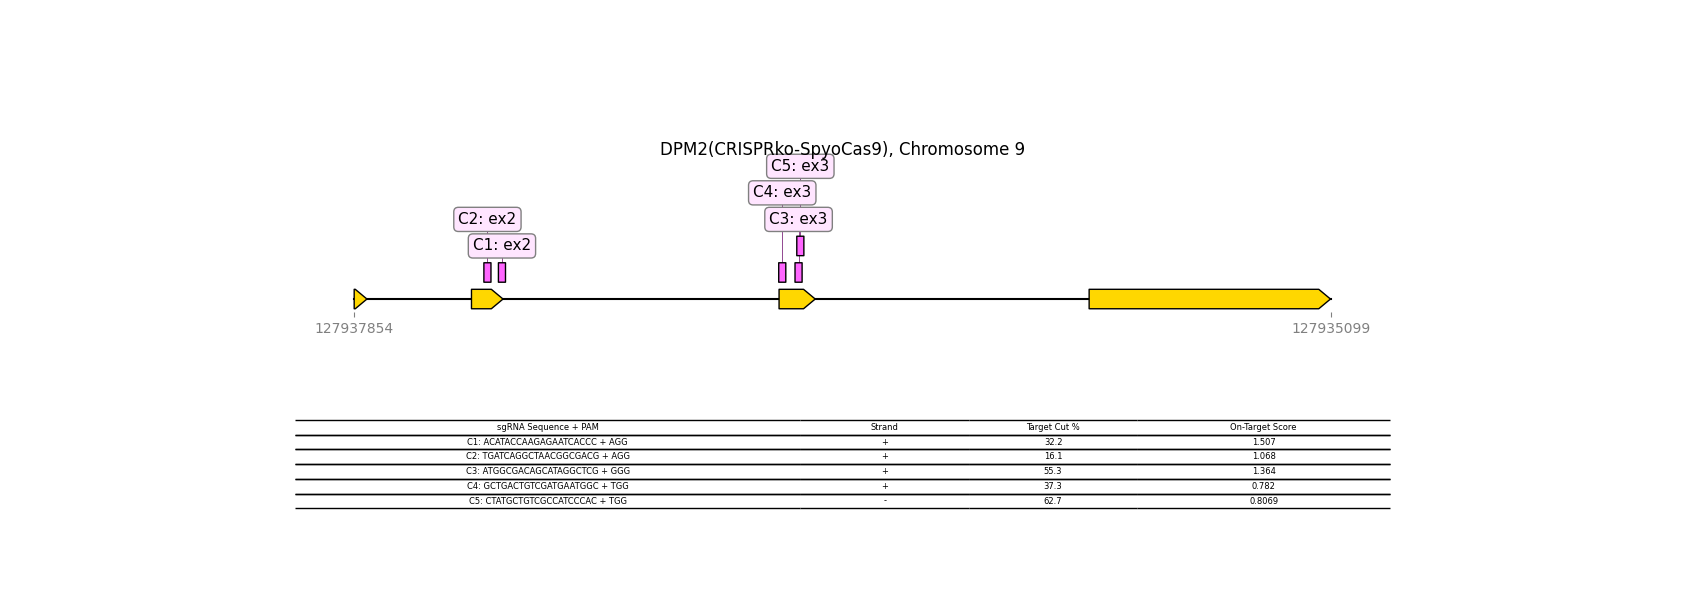 DPM2(CRISPRko-SpyoCas9), Chromosome 9
C5: ex3
C4: ex3
C2: ex2
C3: ex3
C1: ex2
127937854
127935099
sgRNA Sequence + PAM Strand Target Cut % On-Target Score
C1: ACATACCAAGAGAATCACCC + AGG + 32.2 1.507
C2: TGATCAGGCTAACGGCGACG + AGG + 16.1 1.068
C3: ATGGCGACAGCATAGGCTCG + GGG + 55.3 1.364
C4: GCTGACTGTCGATGAATGGC + TGG + 37.3 0.782
C5: CTATGCTGTCGCCATCCCAC + TGG - 62.7 0.8069